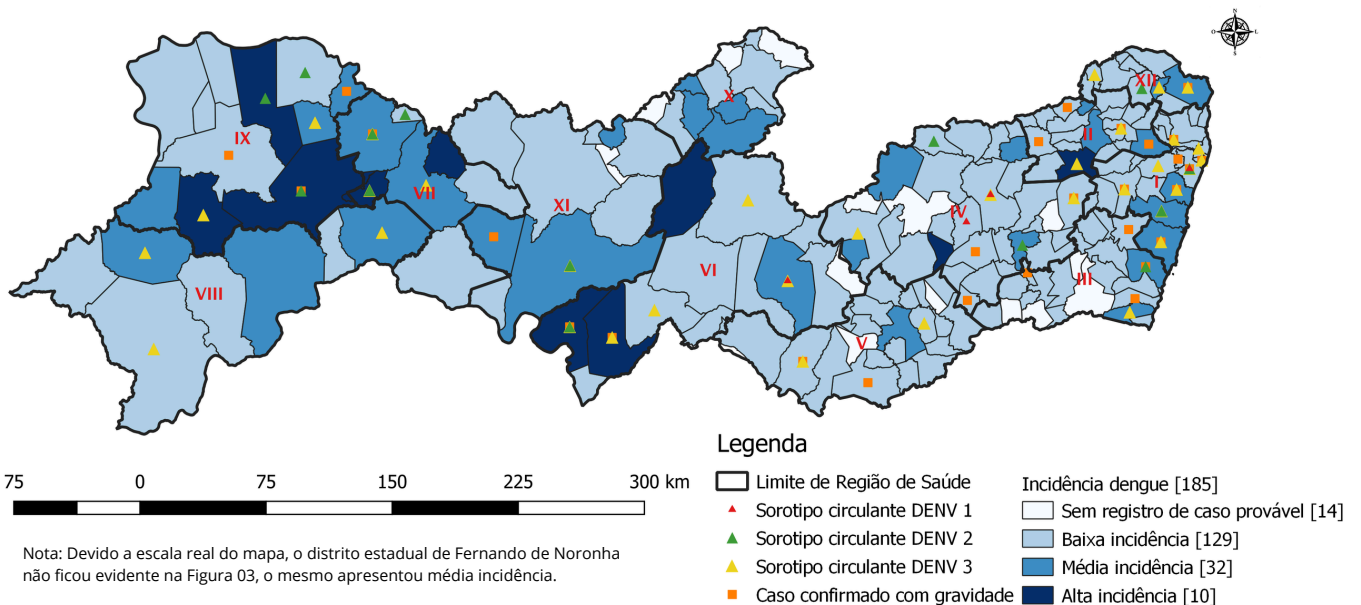 N
O L
S
XII
X
II
IX
I
VII
IV
XI
VI
III
VIII
V
Legenda
75 0 75 150 225 300 km
Limite de Região de Saúde
Sorotipo circulante DENV 1
Sorotipo circulante DENV 2
Sorotipo circulante DENV 3
Caso confirmado com gravidade
Incidência dengue [185]
Sem registro de caso provável [14]
Baixa incidência [129]
Média incidência [32]
Alta incidência [10]
Nota: Devido a escala real do mapa, o distrito estadual de Fernando de Noronha
não ficou evidente na Figura 03, o mesmo apresentou média incidência.